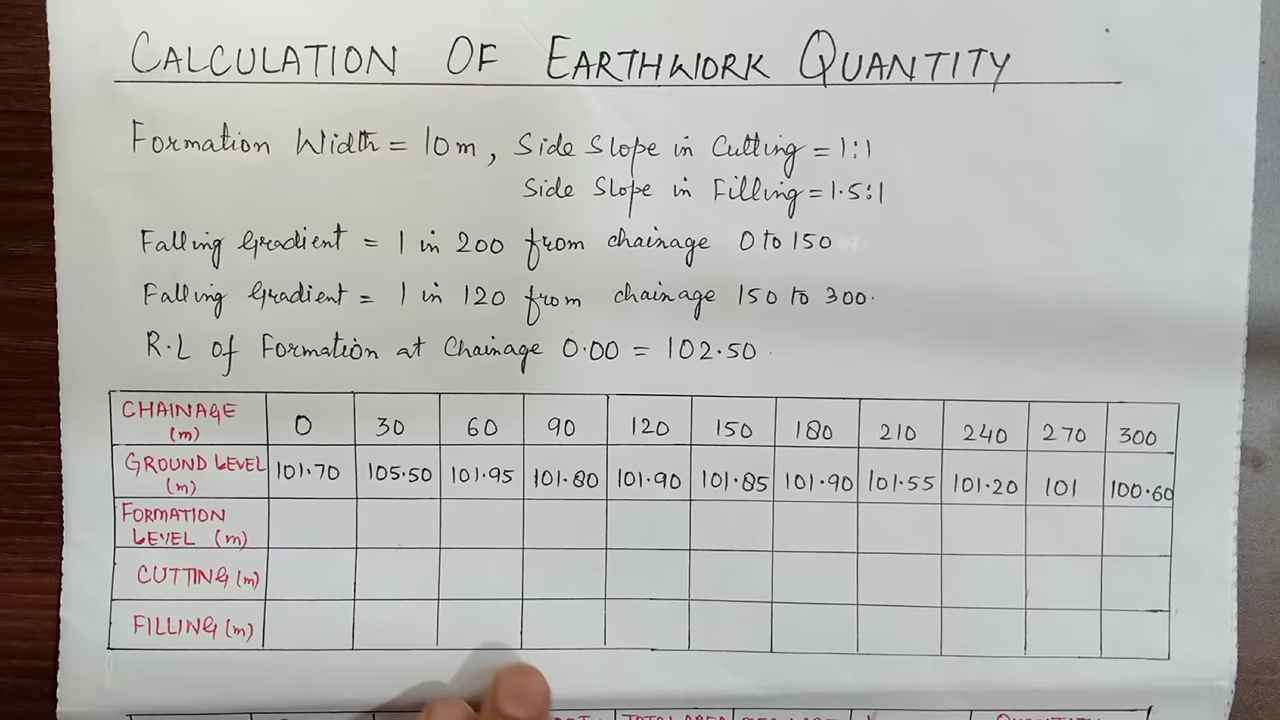 CALCULATION OF EARTHWORK QUANTITY
Formation Width = 10m, Side Slope in Cutting = 1:1
Side Slope in Filling = 1.5:1
Falling Gradient = 1 in 200 from chainage 0 to 150
Falling Gradient = 1 in 120 from chainage 150 to 300.
R.L of Formation at Chainage 0.00 = 102.50
CHAINAGE (m) 0 30 60 90 120 150 180 210 240 270 300
GROUND LEVEL (m) 101.70 105.50 101.95 101.80 101.90 101.85 101.90 101.55 101.20 101 100.60
FORMATION LEVEL (m)
CUTTING (m)
FILLING (m)
TOTAL AREA QUANTITY